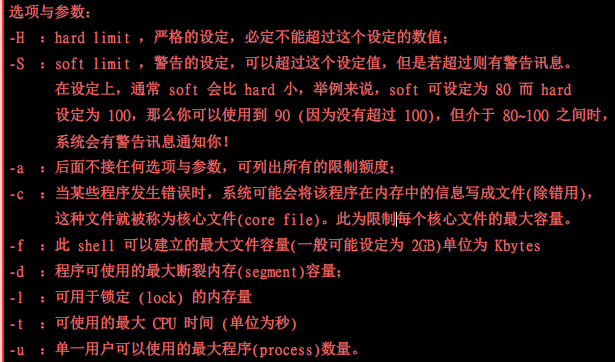 选项与参数:
-H : hard limit , 严格的设定, 必定不能超过这个设定的数值;
-S : soft limit , 警告的设定, 可以超过这个设定值, 但是若超过则有警告讯息。
在设定上, 通常 soft 会比 hard 小, 举例来说, soft 可设定为 80 而 hard
设定为 100, 那么你可以使用到 90 (因为没有超过 100), 但介于 80~100 之间时,
系统会有警告讯息通知你!
-a : 后面不接任何选项与参数, 可列出所有的限制额度;
-c : 当某些程序发生错误时, 系统可能会将该程序在内存中的信息写成文件(除错用),
这种文件就被称为核心文件(core file)。此为限制每个核心文件的最大容量。
-f : 此 shell 可以建立的最大文件容量(一般可能设定为 2GB)单位为 Kbytes
-d : 程序可使用的最大断裂内存(segment)容量;
-l : 可用于锁定 (lock) 的内存量
-t : 可使用的最大 CPU 时间 (单位为秒)
-u : 单一用户可以使用的最大程序(process)数量。